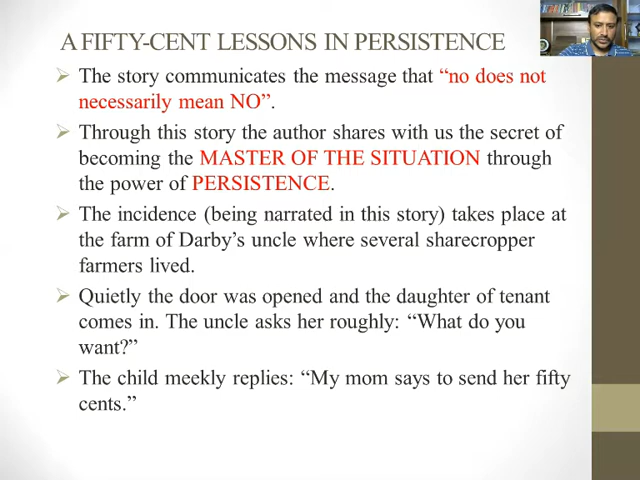 A FIFTY-CENT LESSONS IN PERSISTENCE
The story communicates the message that “no does not
necessarily mean NO”.
Through this story the author shares with us the secret of
becoming the MASTER OF THE SITUATION through
the power of PERSISTENCE.
The incidence (being narrated in this story) takes place at
the farm of Darby’s uncle where several sharecropper
farmers lived.
Quietly the door was opened and the daughter of tenant
comes in. The uncle asks her roughly: “What do you
want?”
The child meekly replies: “My mom says to send her fifty
cents.”